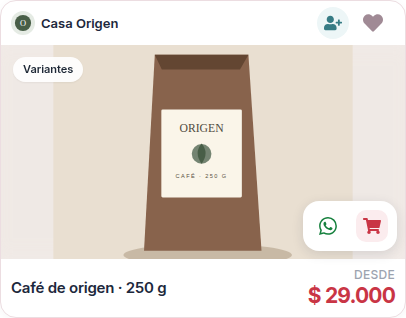 O
Casa Origen
Variantes
ORIGEN
CAFÉ · 250 G
Café de origen · 250 g
DESDE
$ 29.000